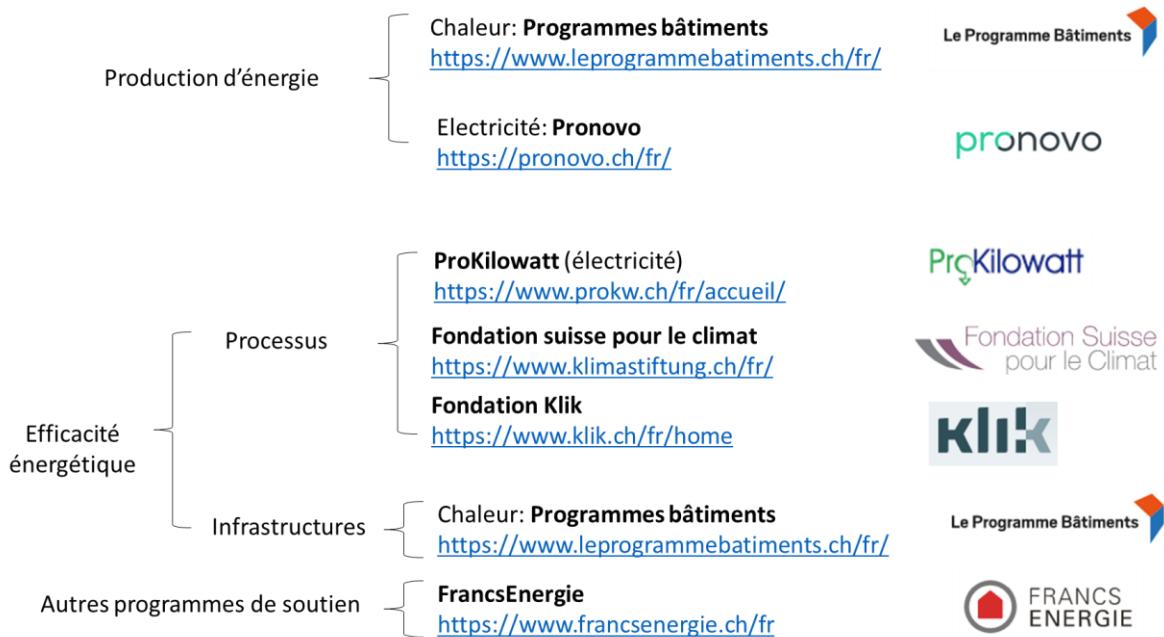 Production d'énergie
Chaleur: Programmes bâtiments
https://www.leprogrammebatiments.ch/fr/
Le Programme Bâtiments
Electricité: Pronovo
https://pronovo.ch/fr/
pronovo
Efficacité
énergétique
Processus
ProKilowatt (électricité)
https://www.prokw.ch/fr/accueil/
ProKilowatt
Fondation suisse pour le climat
https://www.klimastiftung.ch/fr/
Fondation Suisse
pour le Climat
Fondation Klik
https://www.klik.ch/fr/home
klik
Infrastructures
Chaleur: Programmes bâtiments
https://www.leprogrammebatiments.ch/fr/
Le Programme Bâtiments
Autres programmes de soutien
FrancsEnergie
https://www.francsenergie.ch/fr
FRANCS
ENERGIE